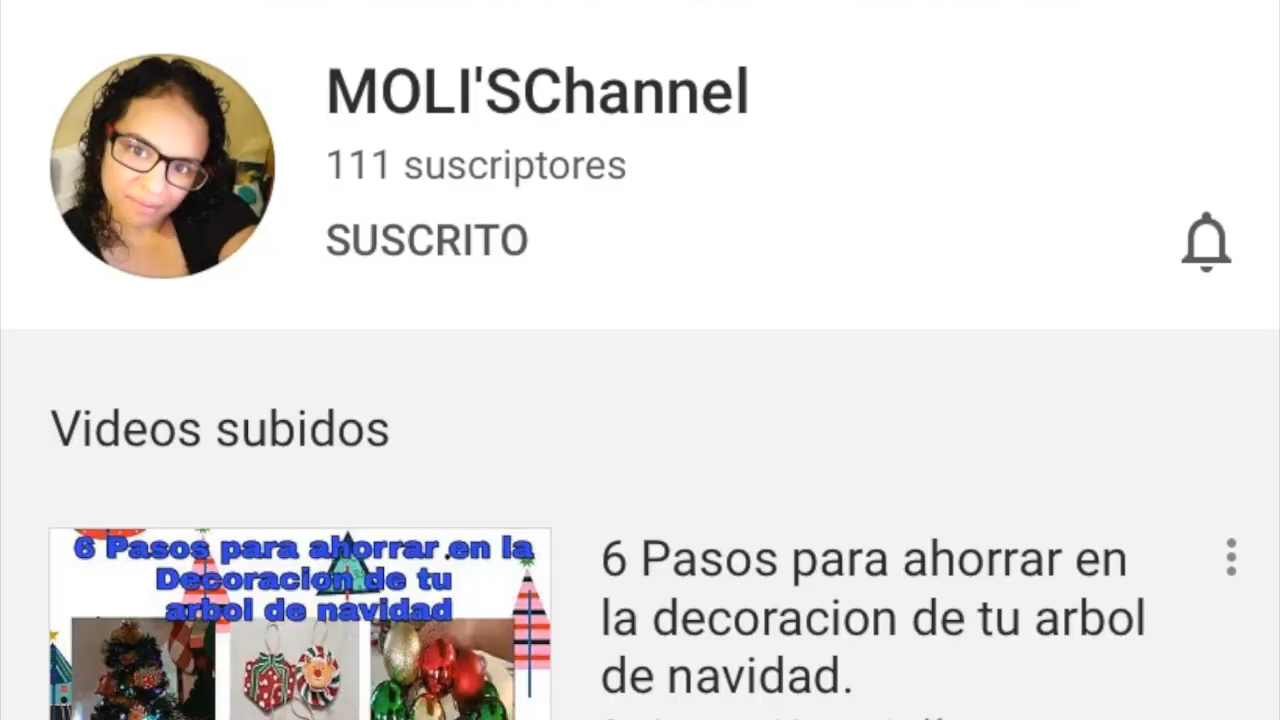 MOLI'SChannel
111 suscriptores
SUSCRITO
Videos subidos
6 Pasos para ahorrar en la
Decoracion de tu
arbol de navidad
6 Pasos para ahorrar en
la decoracion de tu arbol
de navidad.